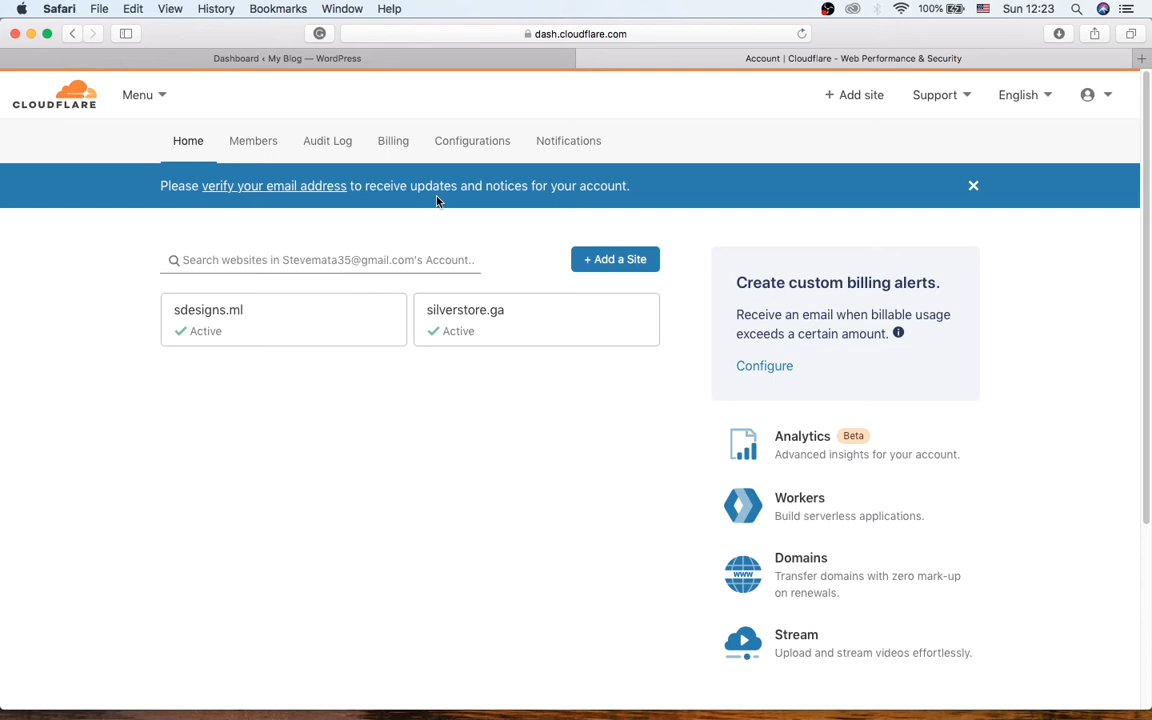 Safari File Edit View History Bookmarks Window Help 100% Sun 12:23
dash.cloudflare.com
Dashboard ‹ My Blog — WordPress
Account | Cloudflare - Web Performance & Security
CLOUDFLARE
Menu
+ Add site Support English
Home Members Audit Log Billing Configurations Notifications
Please verify your email address to receive updates and notices for your account.
Search websites in Stevemata35@gmail.com's Account..
+ Add a Site
sdesigns.ml
Active
silverstore.ga
Active
Create custom billing alerts.
Receive an email when billable usage
exceeds a certain amount.
Configure
Analytics Beta
Advanced insights for your account.
Workers
Build serverless applications.
www
Domains
Transfer domains with zero mark-up
on renewals.
Stream
Upload and stream videos effortlessly.